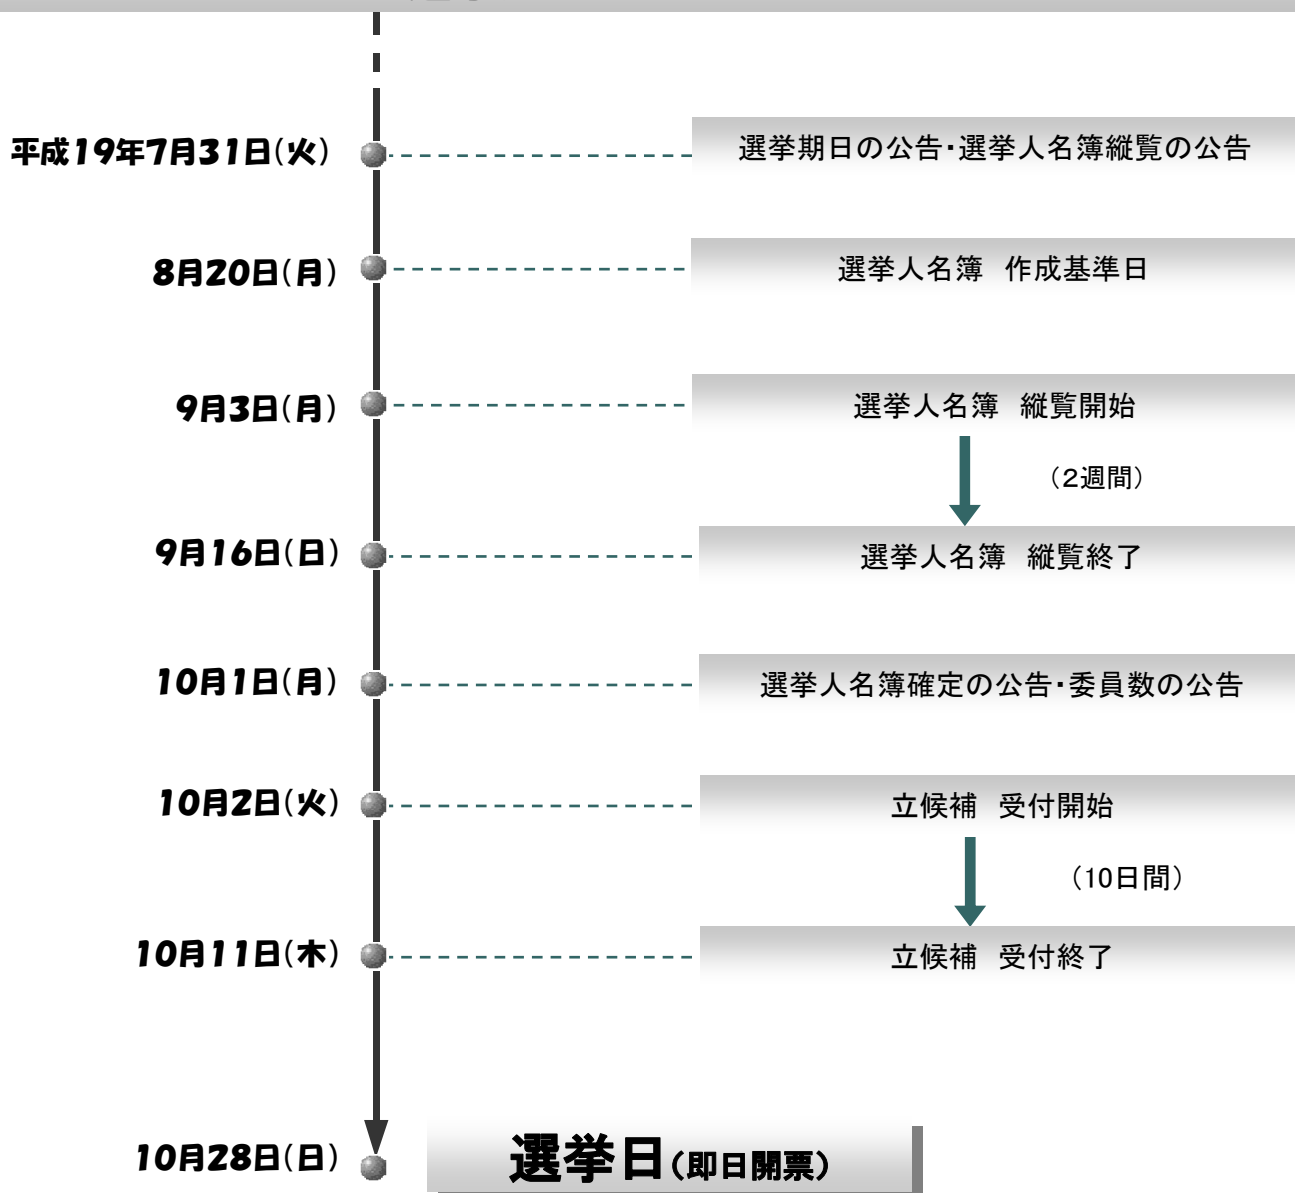 平成19年7月31日(火)
選挙期日の公告・選挙人名簿縦覧の公告
8月20日(月)
選挙人名簿　作成基準日
9月3日(月)
選挙人名簿　縦覧開始
（2週間）
9月16日(日)
選挙人名簿　縦覧終了
10月1日(月)
選挙人名簿確定の公告・委員数の公告
10月2日(火)
立候補　受付開始
（10日間）
10月11日(木)
立候補　受付終了
10月28日(日)
選挙日(即日開票)